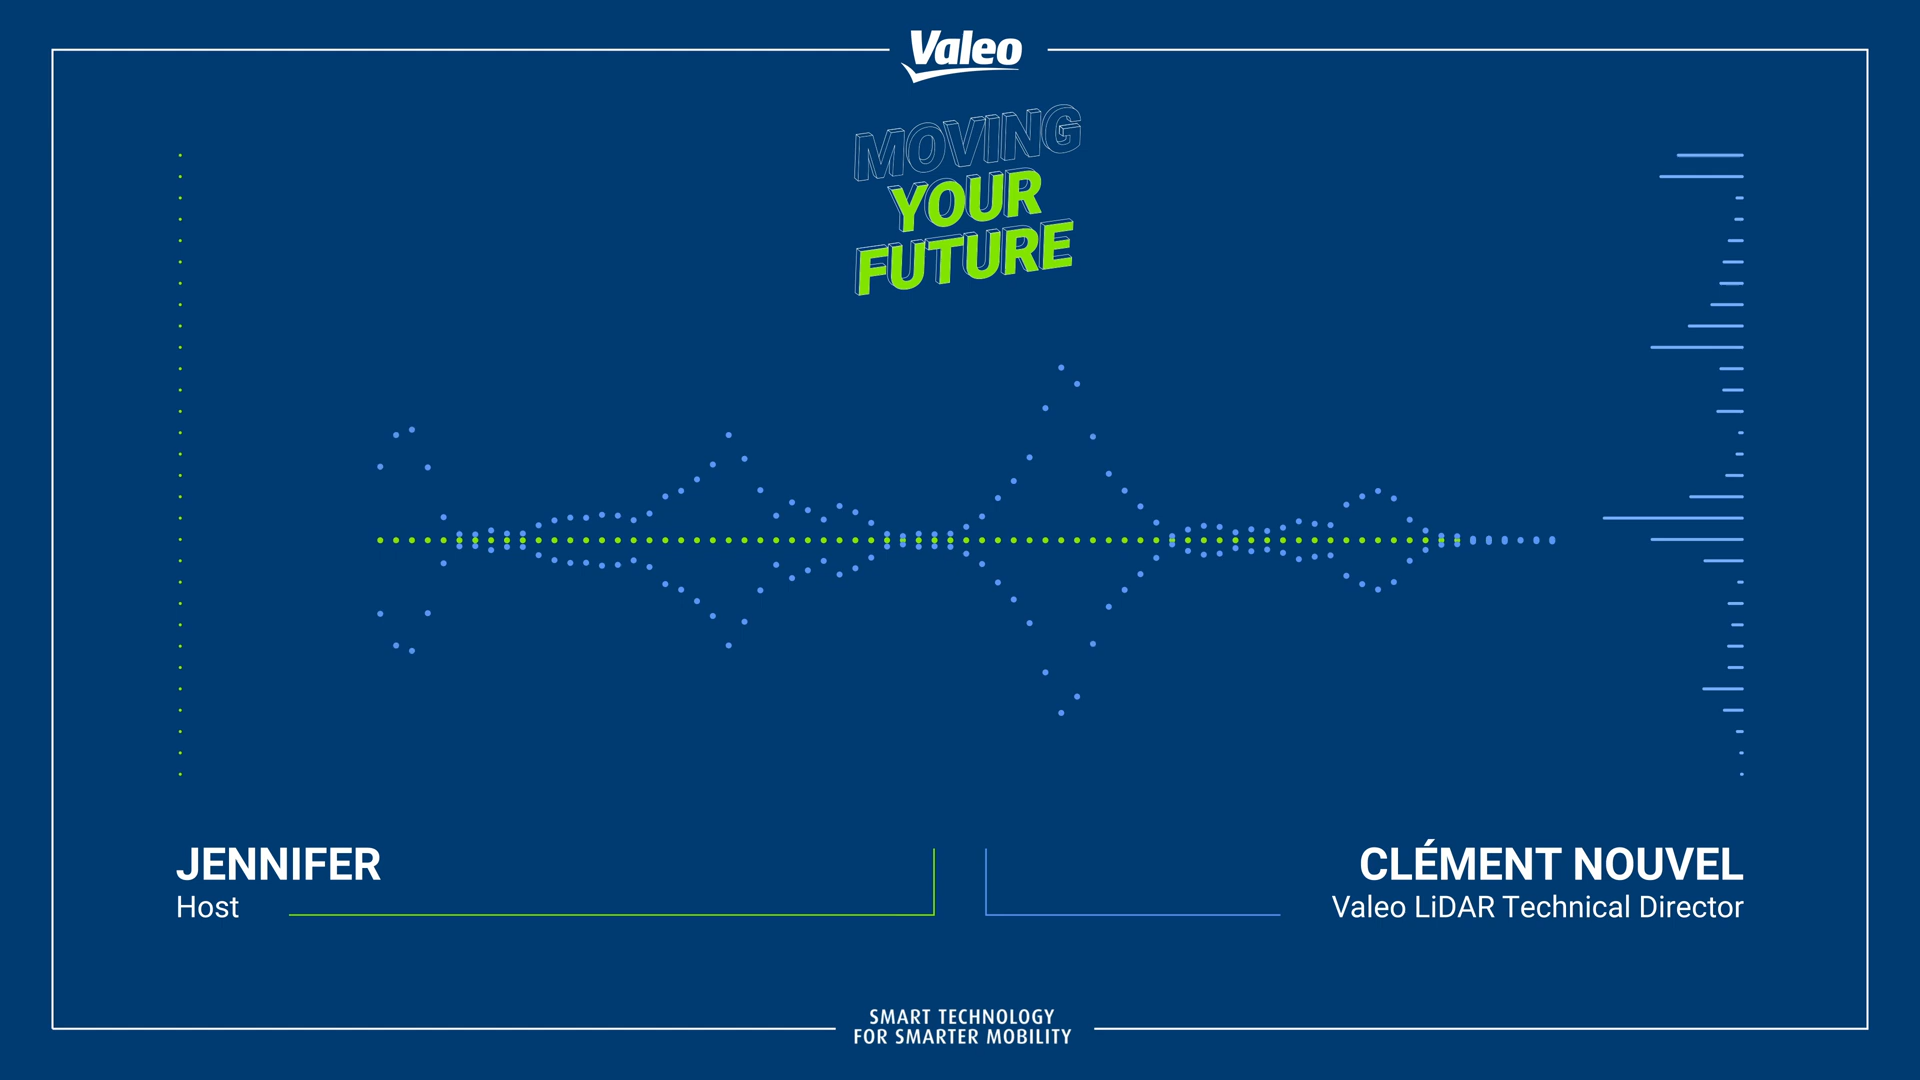 Valeo
MOVING
YOUR
FUTURE
JENNIFER
Host
CLÉMENT NOUVEL
Valeo LiDAR Technical Director
SMART TECHNOLOGY
FOR SMARTER MOBILITY